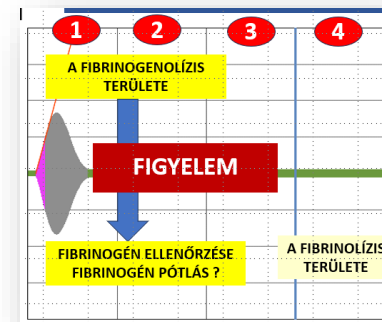 1 2 3 4
A FIBRINOGENOLÍZIS
TERÜLETE
FIGYELEM
FIBRINOGÉN ELLENŐRZÉSE
FIBRINOGÉN PÓTLÁS ?
A FIBRINOLÍZIS
TERÜLETE